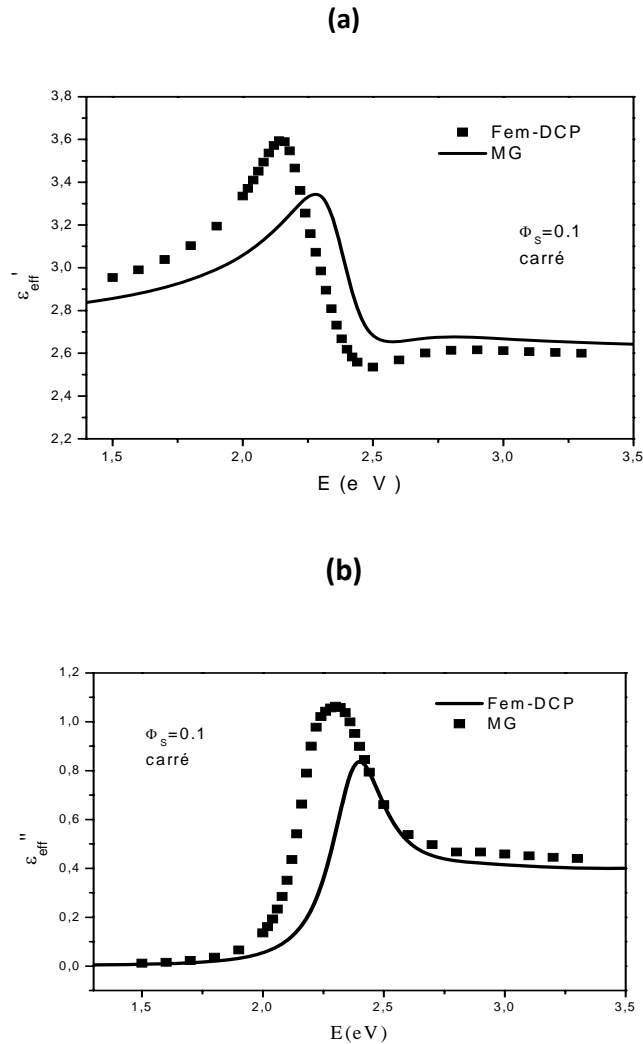 (a)
3,8
3,6
3,4
3,2
3,0
2,8
2,6
2,4
2,2
εeff'
Fem-DCP
MG
ΦS=0.1
carré
1,5
2,0
2,5
3,0
3,5
E (e V)
(b)
1,2
1,0
0,8
0,6
0,4
0,2
0,0
εeff''
ΦS=0.1
carré
Fem-DCP
MG
1,5
2,0
2,5
3,0
3,5
E(eV)